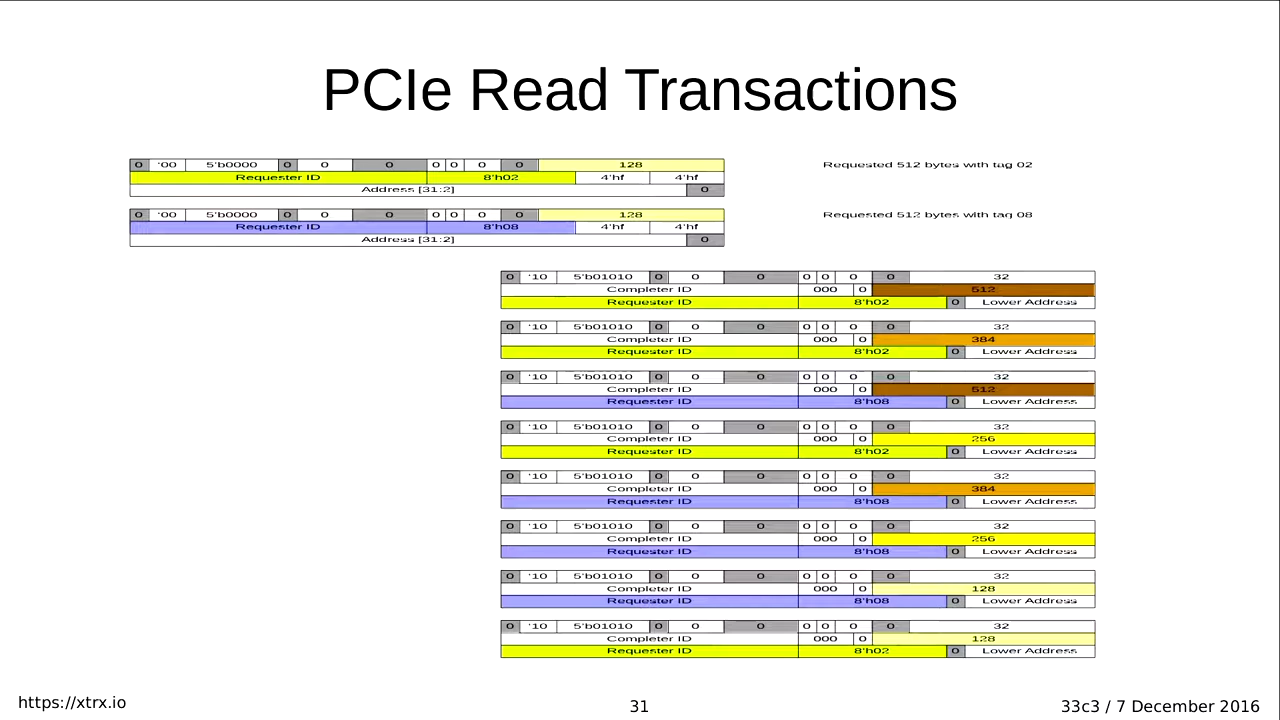 PCIe Read Transactions
0 '00 5'b0000 0 0 0 0 0 0 0 128 Requested 512 bytes with tag 02
Requester ID 8'h02 4'hf 4'hf
Address [31:2] 0
0 '00 5'b0000 0 0 0 0 0 0 0 128 Requested 512 bytes with tag 08
Requester ID 8'h08 4'hf 4'hf
Address [31:2] 0
0 '10 5'b01010 0 0 0 0 0 0 0 32
Completer ID 000 0 512
Requester ID 8'h02 0 Lower Address
0 '10 5'b01010 0 0 0 0 0 0 0 32
Completer ID 000 0 384
Requester ID 8'h02 0 Lower Address
0 '10 5'b01010 0 0 0 0 0 0 0 32
Completer ID 000 0 512
Requester ID 8'h08 0 Lower Address
0 '10 5'b01010 0 0 0 0 0 0 0 32
Completer ID 000 0 256
Requester ID 8'h02 0 Lower Address
0 '10 5'b01010 0 0 0 0 0 0 0 32
Completer ID 000 0 384
Requester ID 8'h08 0 Lower Address
0 '10 5'b01010 0 0 0 0 0 0 0 32
Completer ID 000 0 256
Requester ID 8'h08 0 Lower Address
0 '10 5'b01010 0 0 0 0 0 0 0 32
Completer ID 000 0 128
Requester ID 8'h08 0 Lower Address
0 '10 5'b01010 0 0 0 0 0 0 0 32
Completer ID 000 0 128
Requester ID 8'h02 0 Lower Address
https://xtrx.io 31 33c3 / 7 December 2016